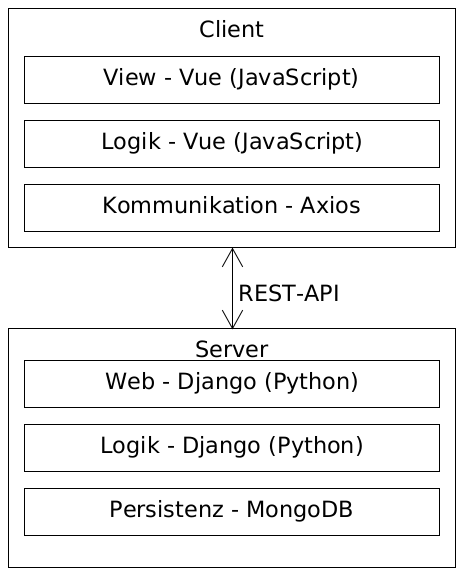 Client
View - Vue (JavaScript)
Logik - Vue (JavaScript)
Kommunikation - Axios
REST-API
Server
Web - Django (Python)
Logik - Django (Python)
Persistenz - MongoDB